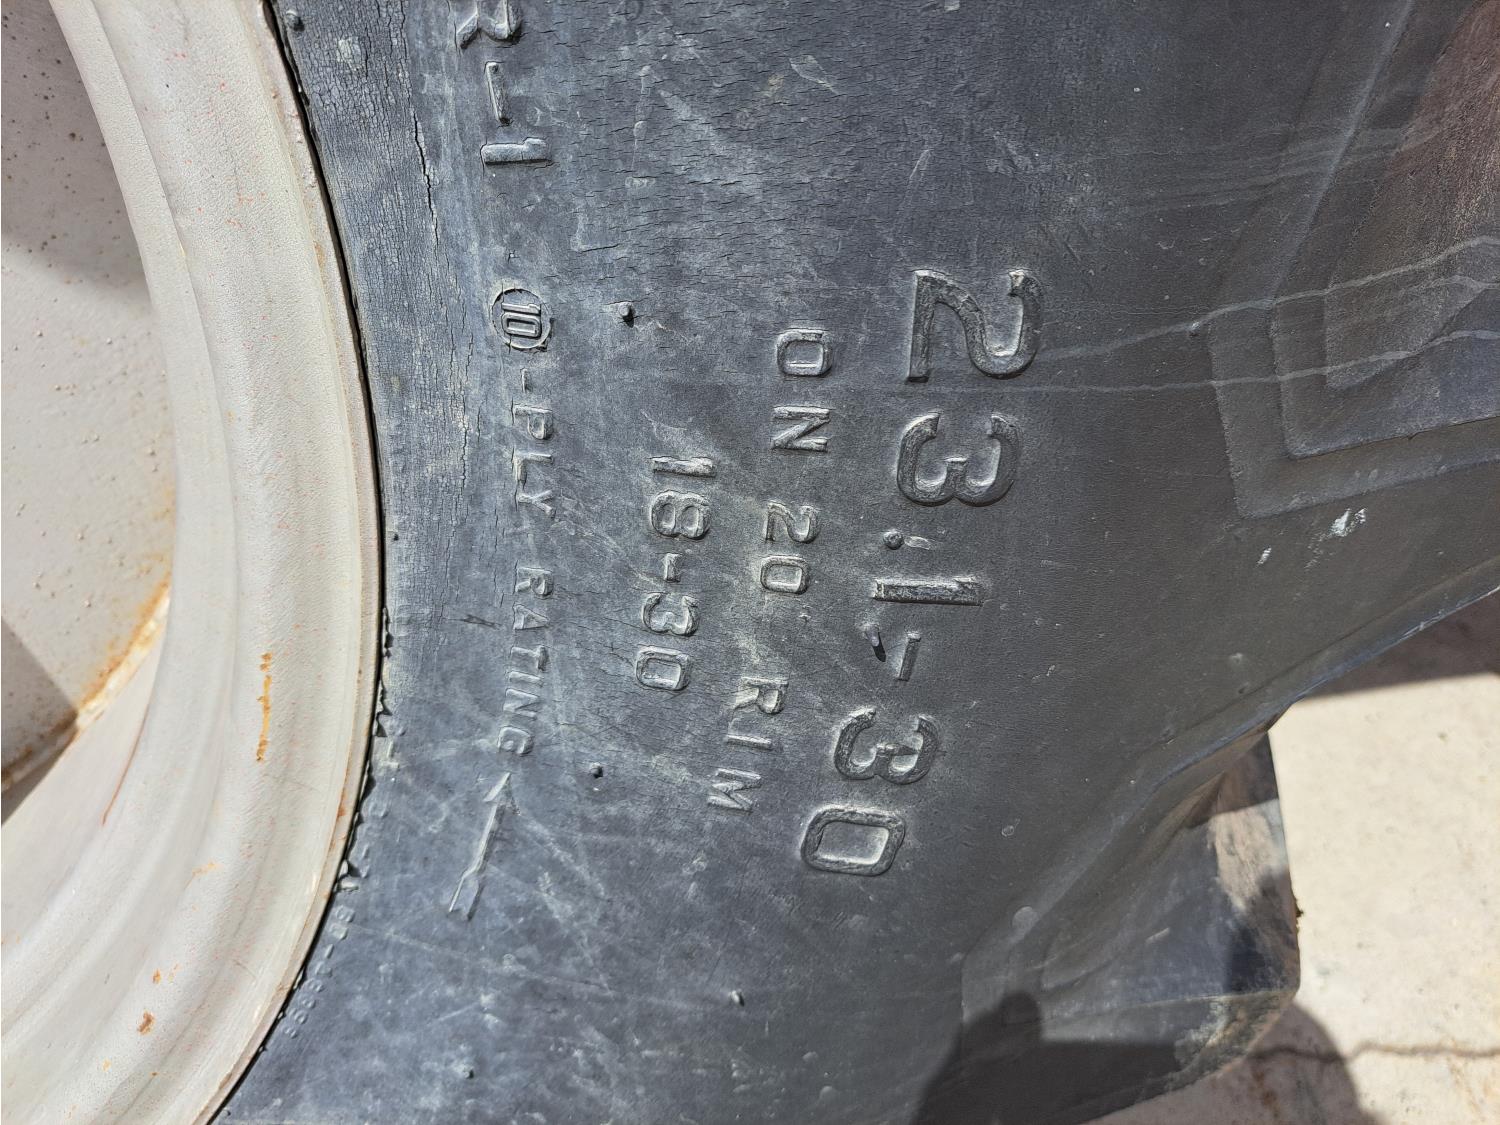 23.1-30
ON 20 RIM
18-30
R-1 10-PLY RATING